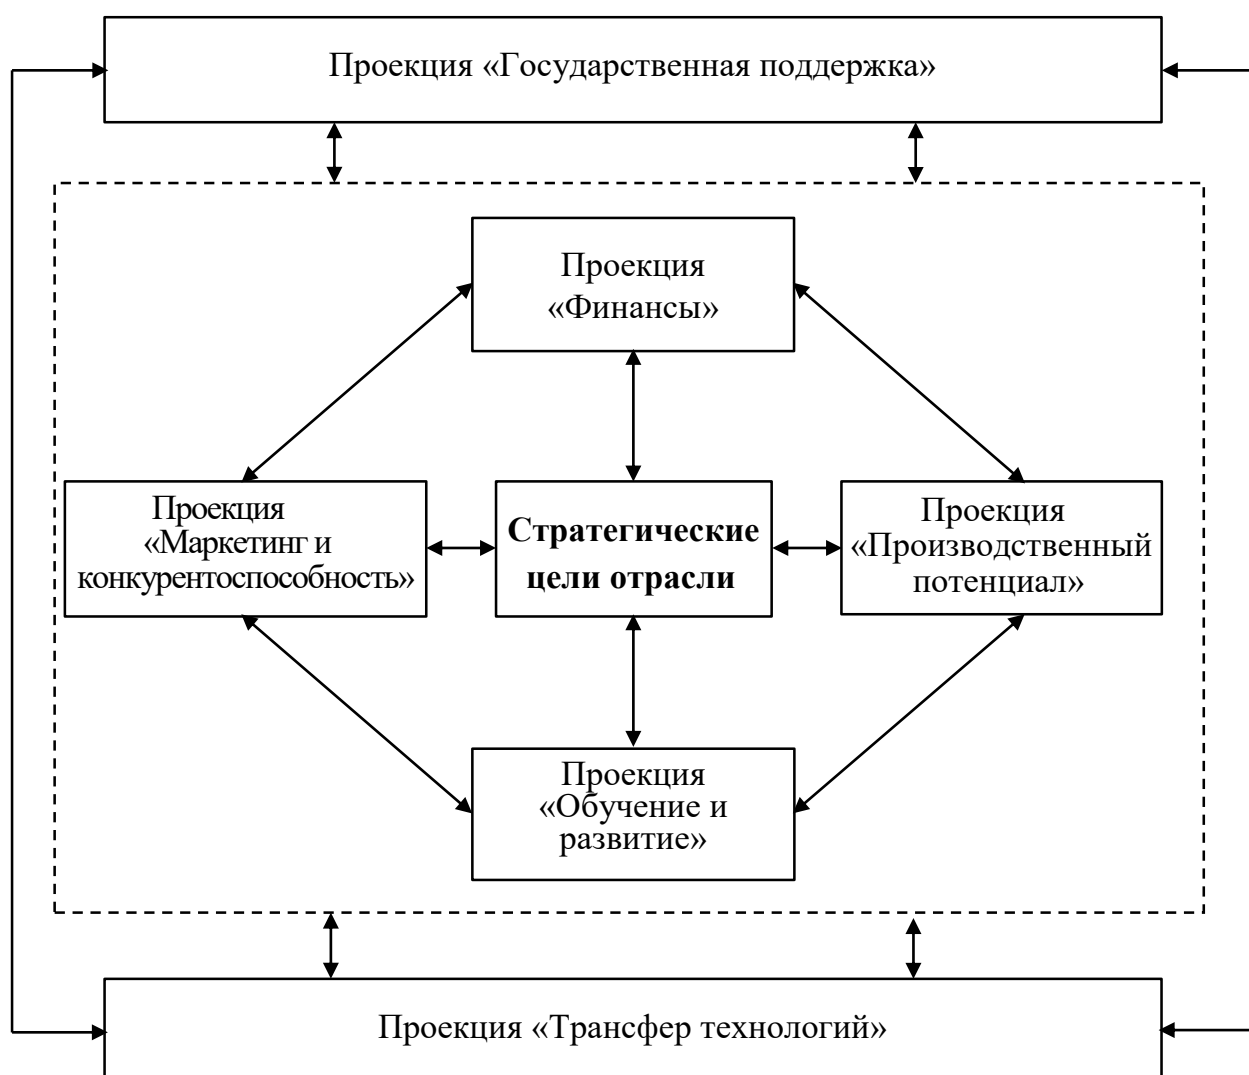 Проекция «Государственная поддержка»
Проекция
«Финансы»
Проекция
«Маркетинг и
конкурентоспособность»
Стратегические
цели отрасли
Проекция
«Производственный
потенциал»
Проекция
«Обучение и
развитие»
Проекция «Трансфер технологий»